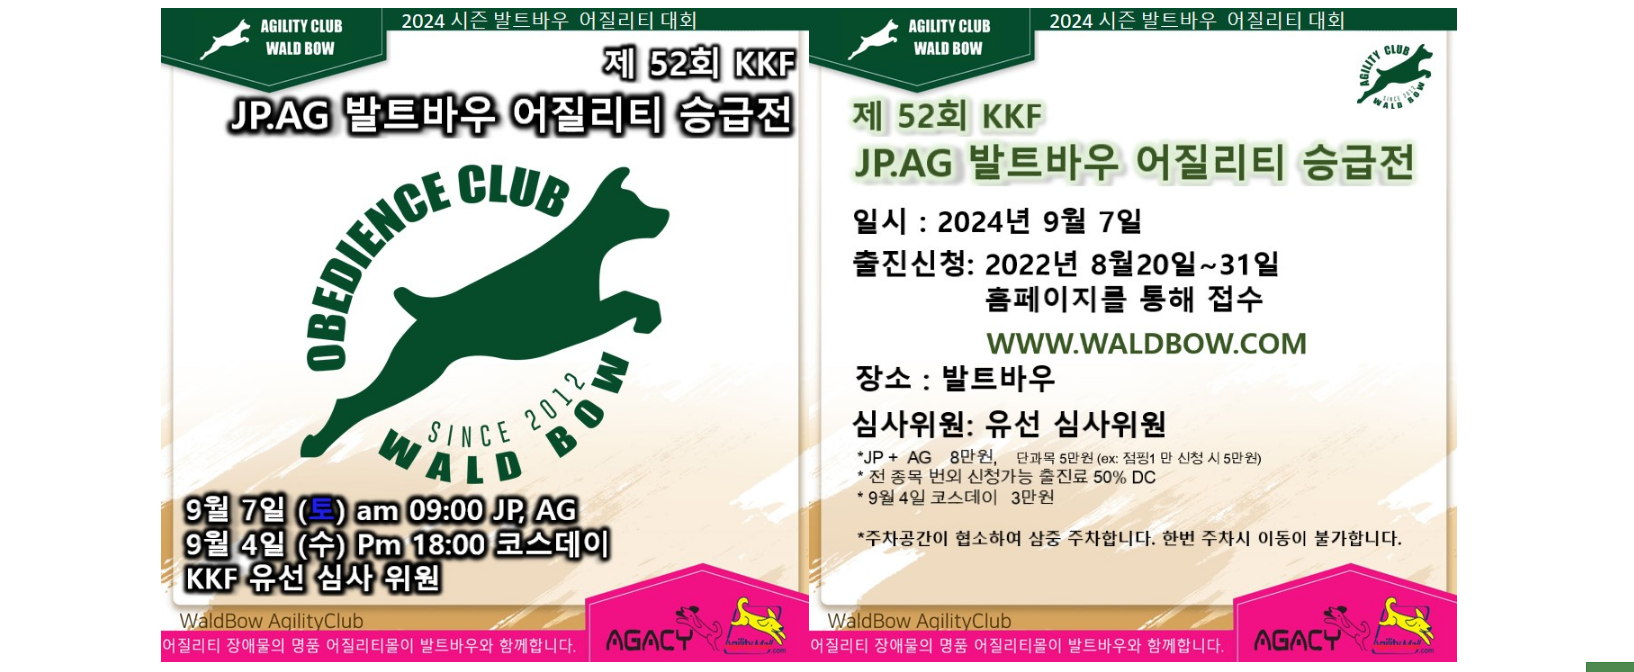 AGILITY CLUB
WALD BOW
2024 시즌 발트바우 어질리티 대회
제 52회 KKF
JP.AG 발트바우 어질리티 승급전
OBEDIENCE CLUB
SINCE 2012
WALD BOW
9월 7일 (토) am 09:00 JP, AG
9월 4일 (수) Pm 18:00 코스데이
KKF 유선 심사 위원
WaldBow AgilityClub
어질리티 장애물의 명품 어질리티몰이 발트바우와 함께합니다.
AGACY
AGILITY CLUB
WALD BOW
2024 시즌 발트바우 어질리티 대회
AGILITY CLUB
SINCE 2012
WALD BOW
제 52회 KKF
JP.AG 발트바우 어질리티 승급전
일시 : 2024년 9월 7일
출진신청: 2022년 8월20일~31일
홈페이지를 통해 접수
WWW.WALDBOW.COM
장소 : 발트바우
심사위원: 유선 심사위원
*JP + AG 8만원, 단과목 5만원 (ex: 점핑1 만 신청 시 5만원)
* 전 종목 번외 신청가능 출진료 50% DC
* 9월 4일 코스데이 3만원
*주차공간이 협소하여 삼중 주차합니다. 한번 주차시 이동이 불가합니다.
WaldBow AgilityClub
어질리티 장애물의 명품 어질리티몰이 발트바우와 함께합니다.
AGACY